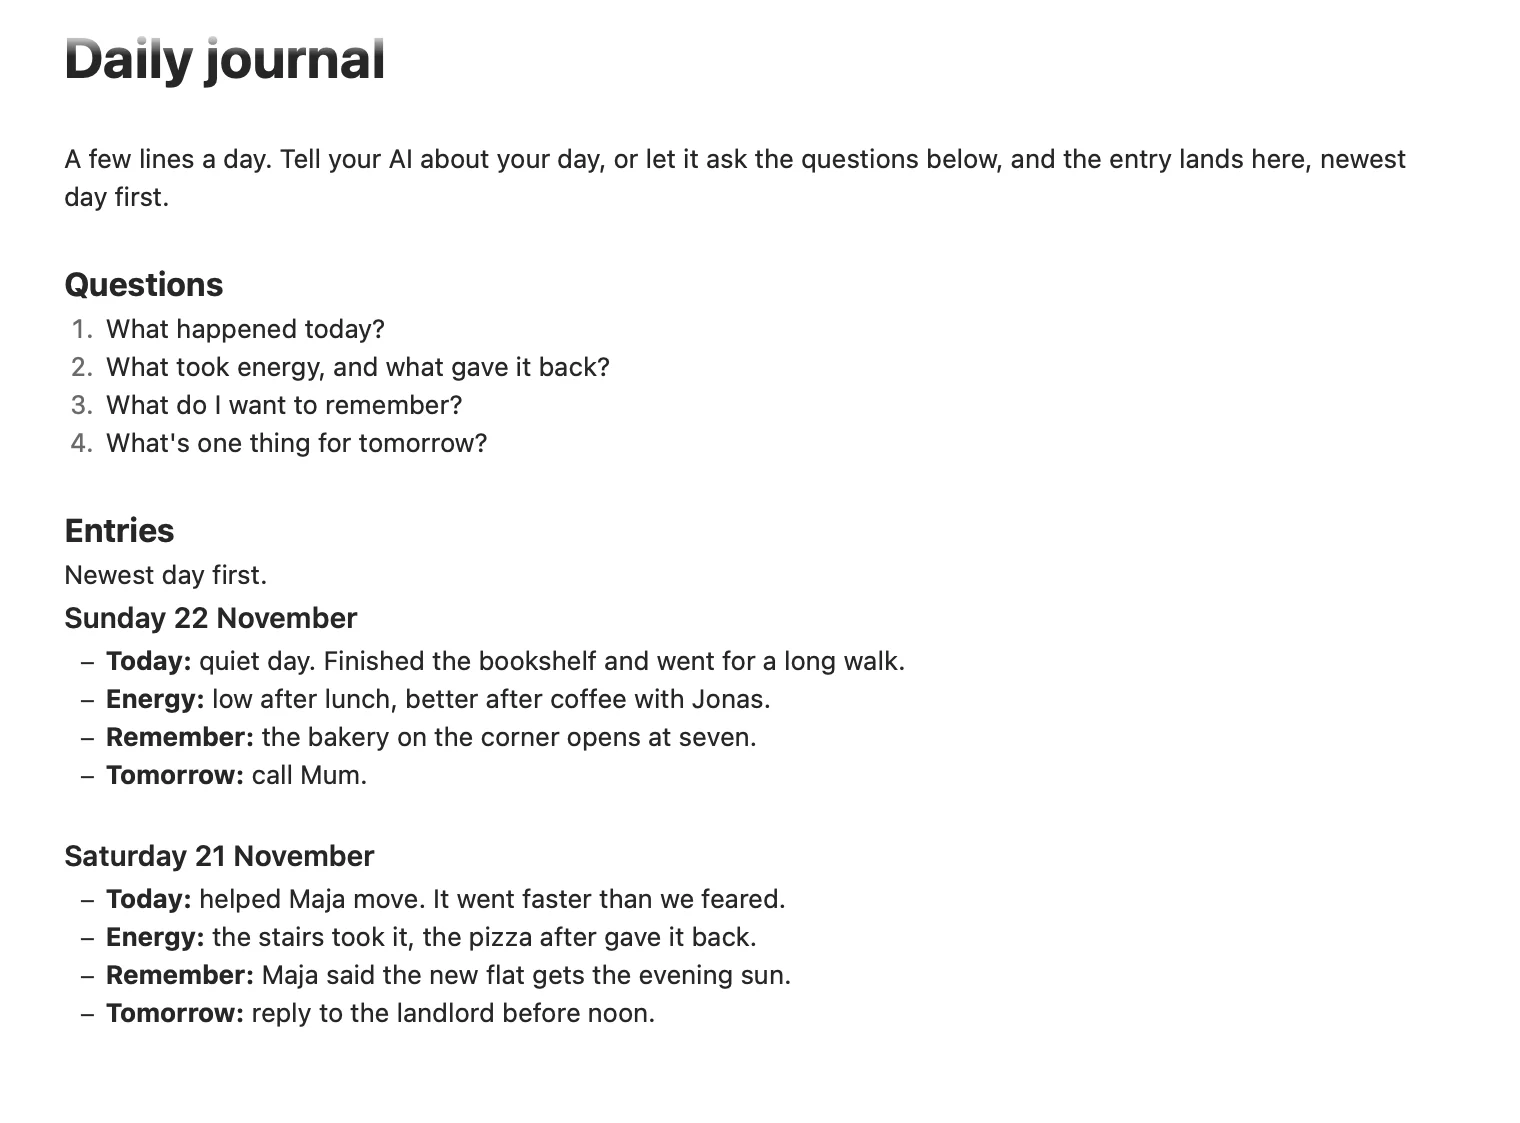 Daily journal
A few lines a day. Tell your AI about your day, or let it ask the questions below, and the entry lands here, newest
day first.
Questions
1. What happened today?
2. What took energy, and what gave it back?
3. What do I want to remember?
4. What's one thing for tomorrow?
Entries
Newest day first.
Sunday 22 November
– Today: quiet day. Finished the bookshelf and went for a long walk.
– Energy: low after lunch, better after coffee with Jonas.
– Remember: the bakery on the corner opens at seven.
– Tomorrow: call Mum.
Saturday 21 November
– Today: helped Maja move. It went faster than we feared.
– Energy: the stairs took it, the pizza after gave it back.
– Remember: Maja said the new flat gets the evening sun.
– Tomorrow: reply to the landlord before noon.